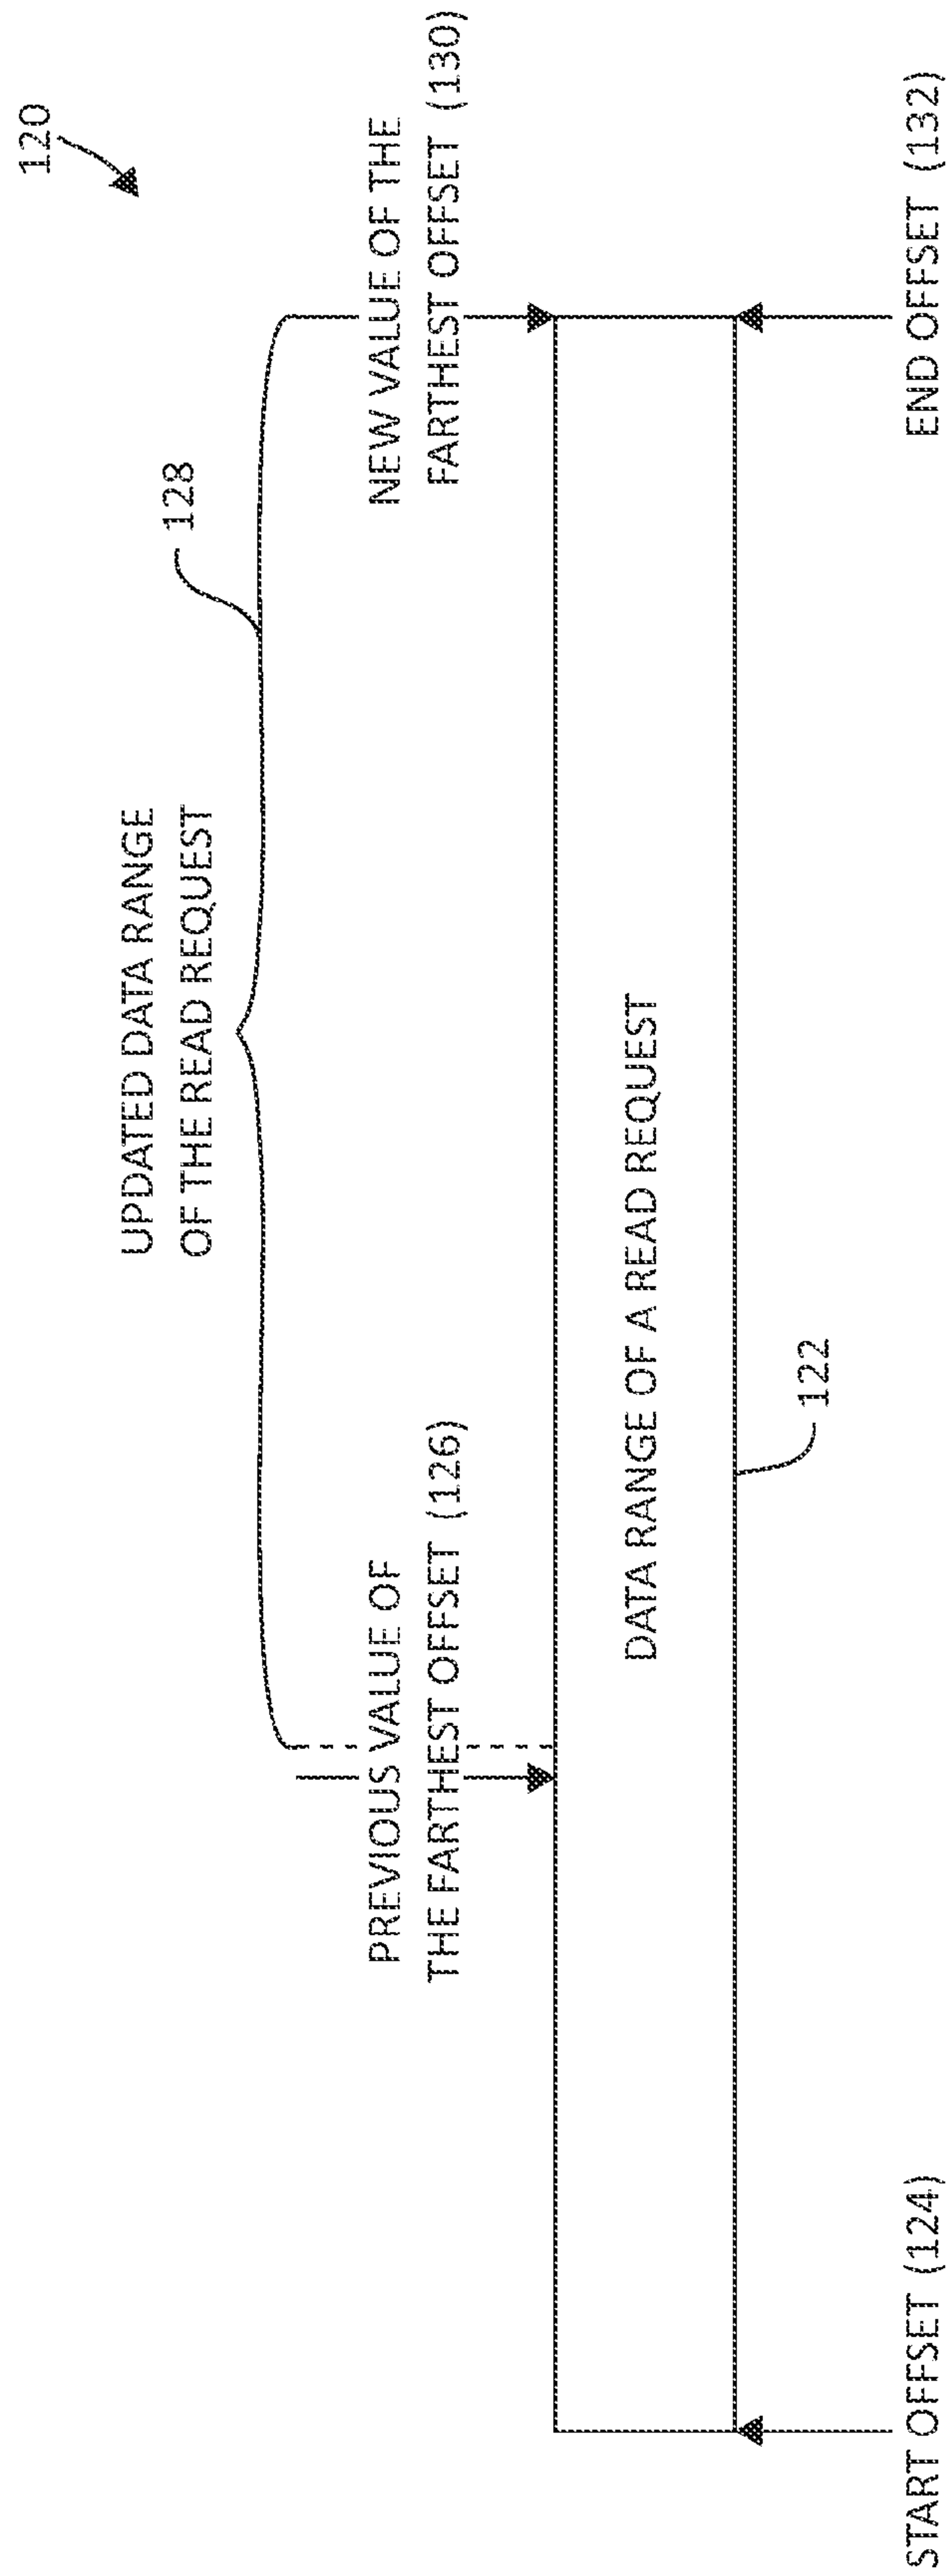 120
UPDATED DATA RANGE
OF THE READ REQUEST
128
PREVIOUS VALUE OF
THE FARTHEST OFFSET (126)
NEW VALUE OF THE
FARTHEST OFFSET (130)
DATA RANGE OF A READ REQUEST
122
START OFFSET (124)
END OFFSET (132)